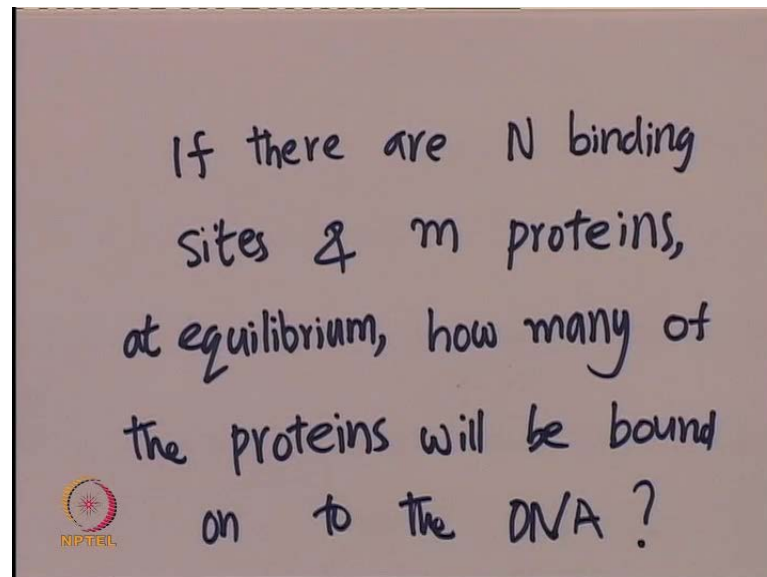 If there are N binding
sites & m proteins,
at equilibrium, how many of
the proteins will be bound
on to the DNA ?
NPTEL